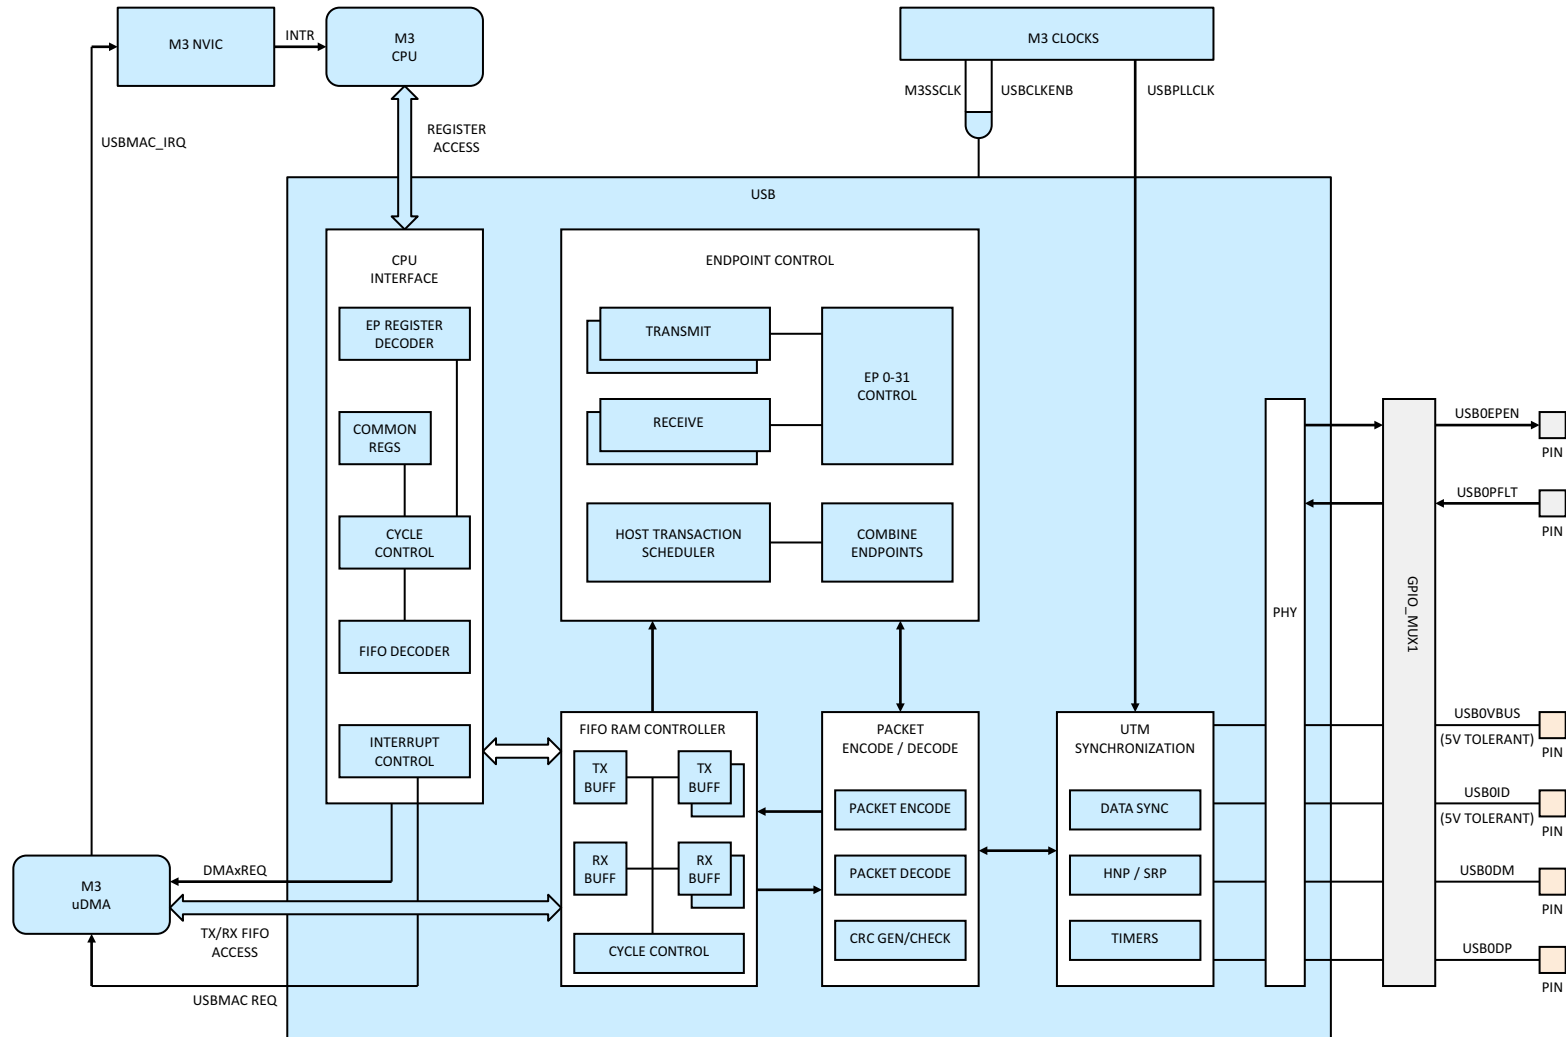 M3 NVIC
INTR
M3
CPU
M3 CLOCKS
M3SSCLK
USBCLKENB
USBPLLCLK
USBMAC_IRQ
REGISTER
ACCESS
USB
CPU
INTERFACE
EP REGISTER
DECODER
COMMON
REGS
CYCLE
CONTROL
FIFO DECODER
INTERRUPT
CONTROL
ENDPOINT CONTROL
TRANSMIT
RECEIVE
EP 0-31
CONTROL
HOST TRANSACTION
SCHEDULER
COMBINE
ENDPOINTS
FIFO RAM CONTROLLER
TX
BUFF
TX
BUFF
RX
BUFF
RX
BUFF
CYCLE CONTROL
PACKET
ENCODE / DECODE
PACKET ENCODE
PACKET DECODE
CRC GEN/CHECK
UTM
SYNCHRONIZATION
DATA SYNC
HNP / SRP
TIMERS
PHY
GPIO_MUX1
USB0EPEN
PIN
USB0PFLT
PIN
USB0VBUS
(5V TOLERANT)
PIN
USB0ID
(5V TOLERANT)
PIN
USB0DM
PIN
USB0DP
PIN
M3
uDMA
DMAxREQ
TX/RX FIFO
ACCESS
USBMAC REQ